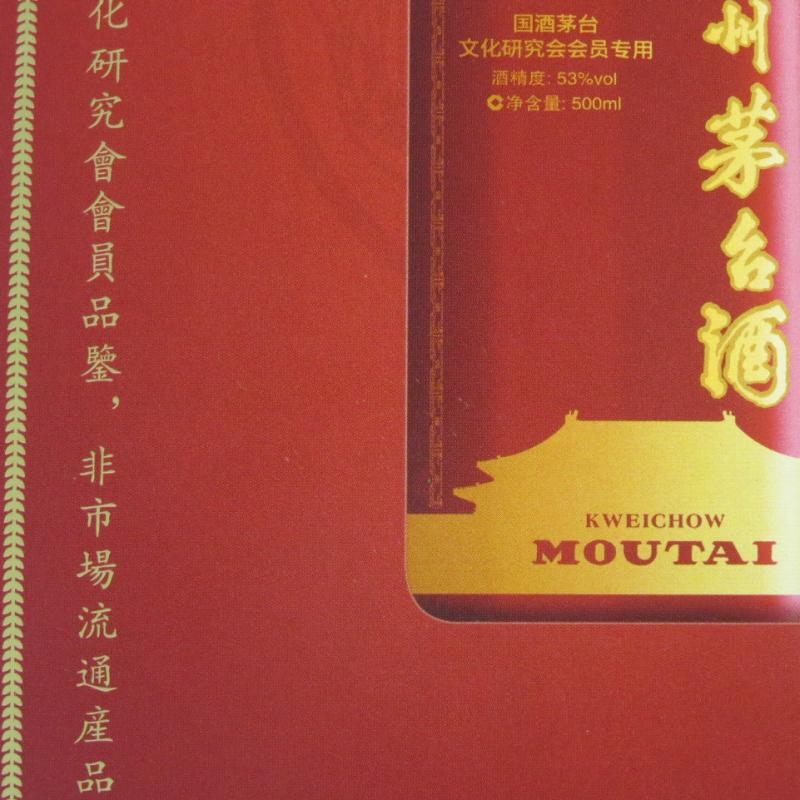 化研究會會員品鑒，非市場流通産品
国酒茅台
文化研究会会员专用
酒精度: 53%vol
净含量: 500ml
州茅台酒
KWEICHOW
MOUTAI